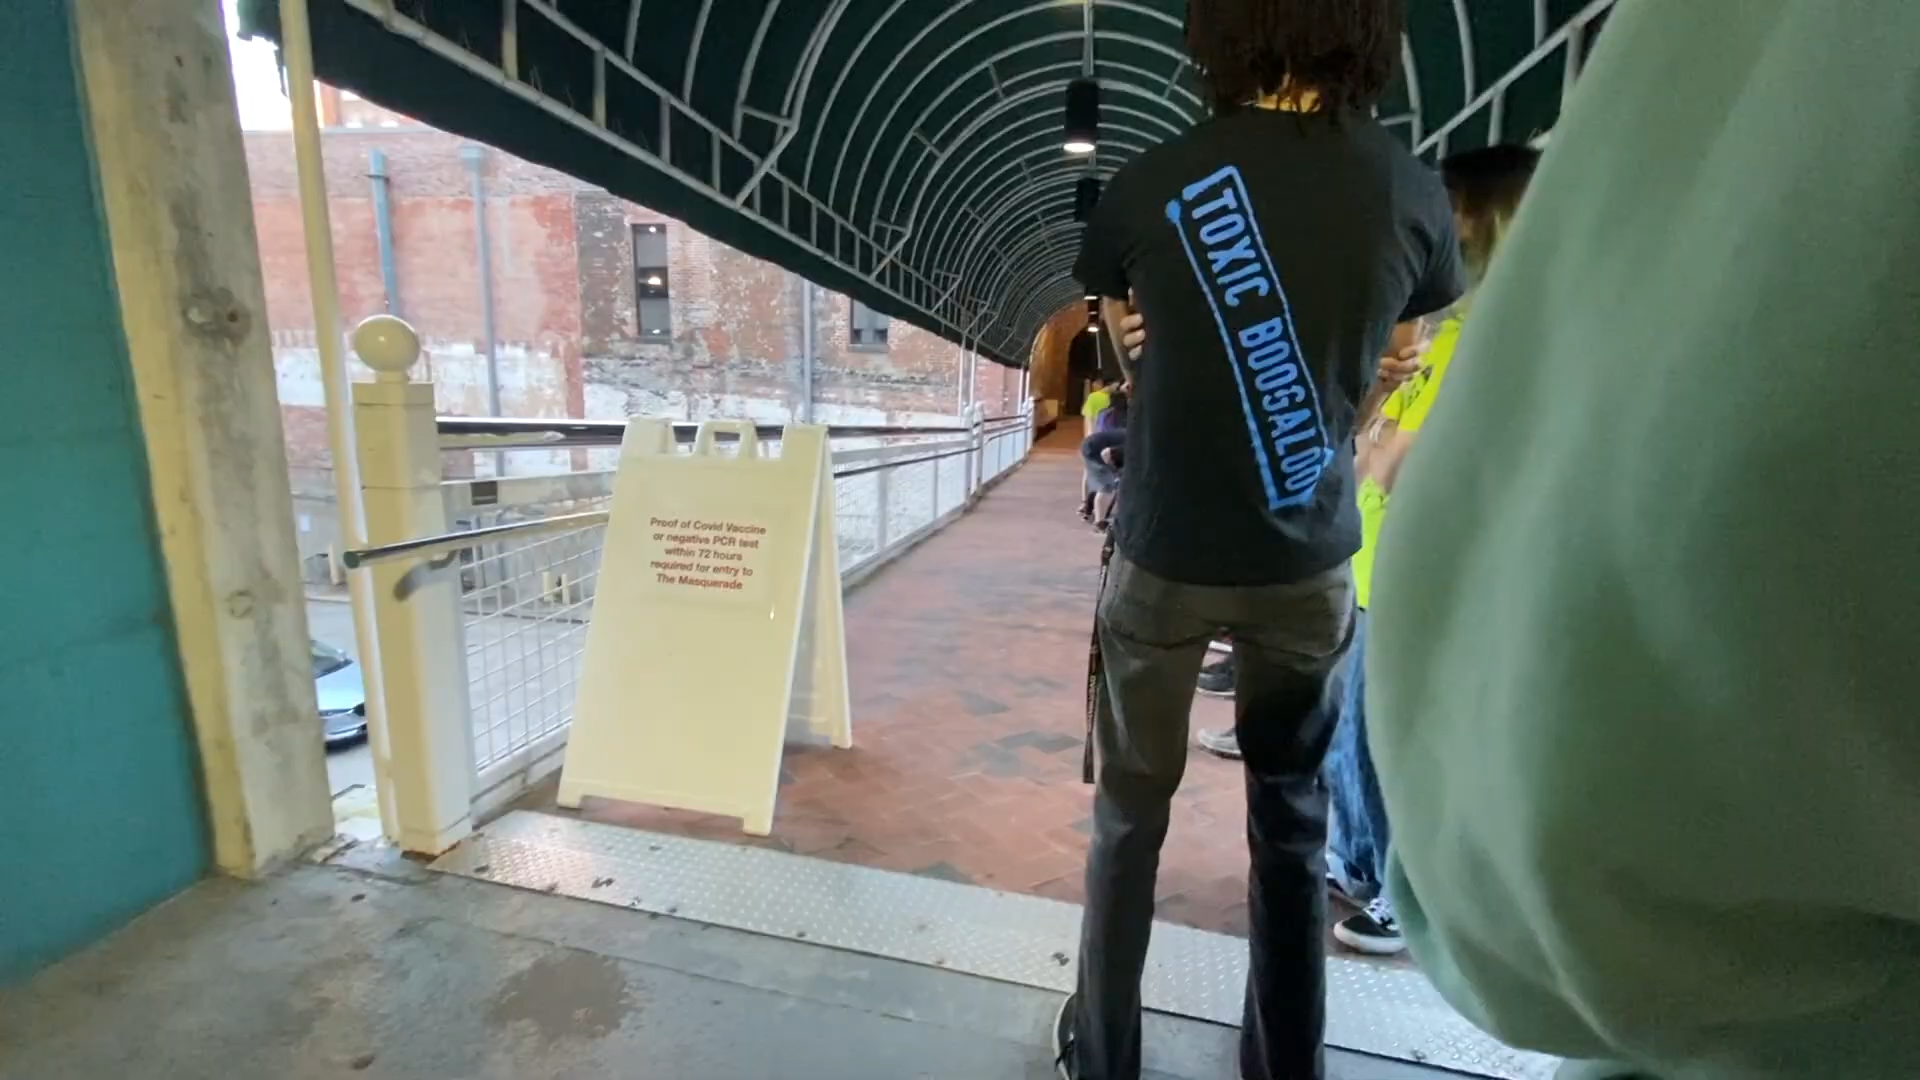 Proof of Covid Vaccine
or negative PCR test
within 72 hours
required for entry to
The Masquerade
TOXIC BOOGALOO